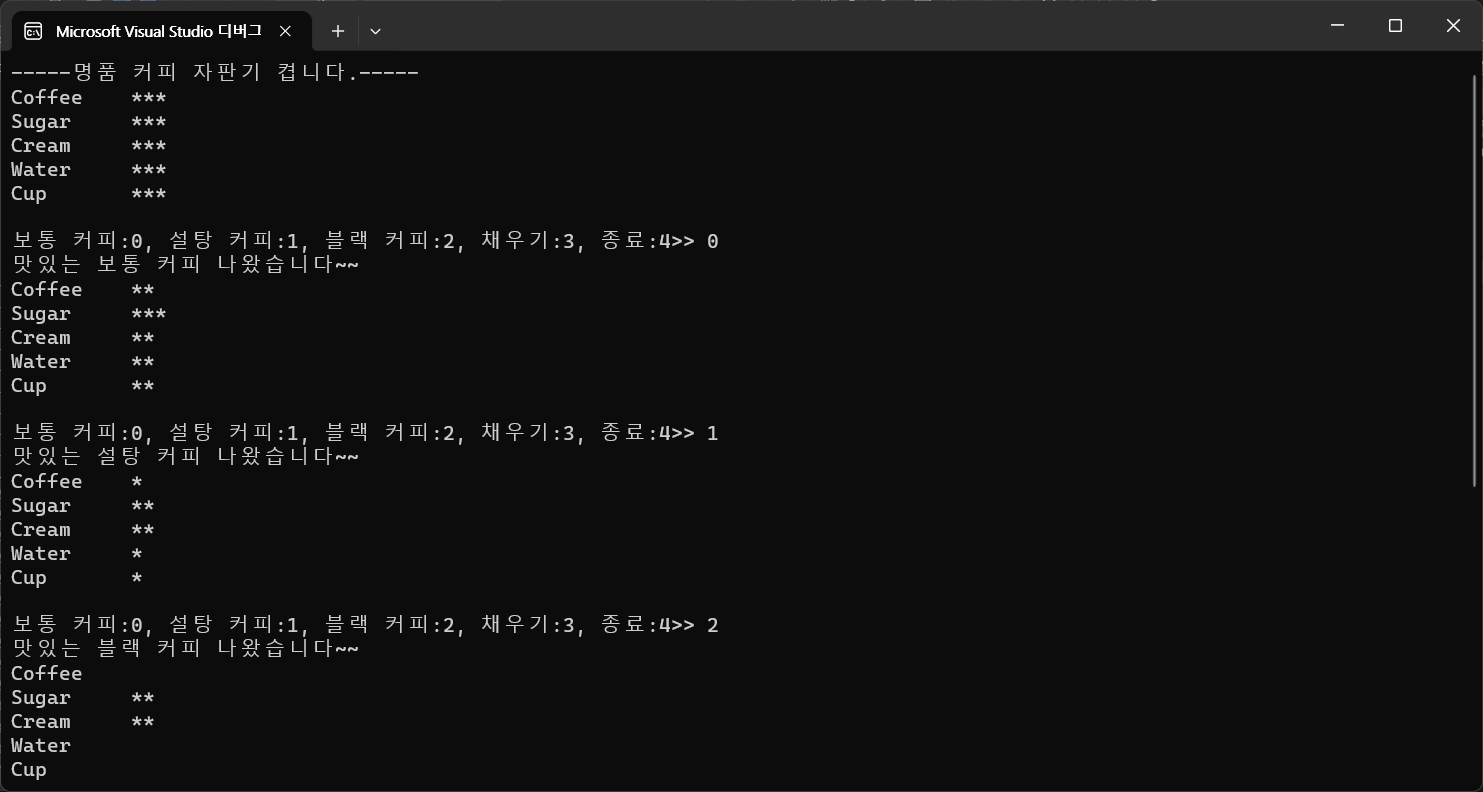 Microsoft Visual Studio 디버그
-----명품 커피 자판기 켭니다.-----
Coffee    ***
Sugar     ***
Cream     ***
Water     ***
Cup       ***
보통 커피:0, 설탕 커피:1, 블랙 커피:2, 채우기:3, 종료:4>> 0
맛있는 보통 커피 나왔습니다~~
Coffee    **
Sugar     ***
Cream     **
Water     **
Cup       **
보통 커피:0, 설탕 커피:1, 블랙 커피:2, 채우기:3, 종료:4>> 1
맛있는 설탕 커피 나왔습니다~~
Coffee    *
Sugar     **
Cream     **
Water     *
Cup       *
보통 커피:0, 설탕 커피:1, 블랙 커피:2, 채우기:3, 종료:4>> 2
맛있는 블랙 커피 나왔습니다~~
Coffee
Sugar     **
Cream     **
Water
Cup